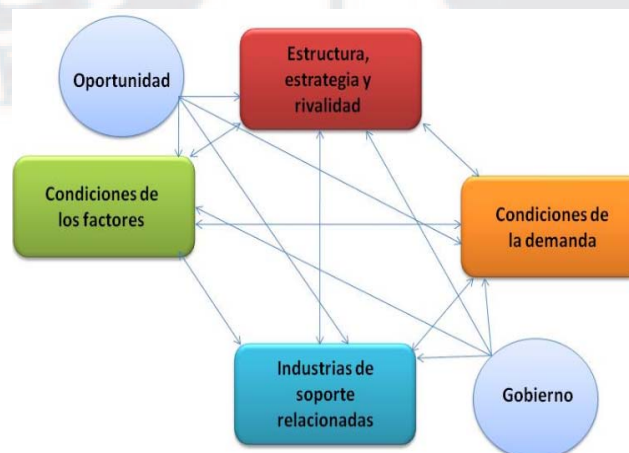 Oportunidad
Estructura,
estrategia y
rivalidad
Condiciones de
los factores
Condiciones de
la demanda
Industrias de
soporte
relacionadas
Gobierno